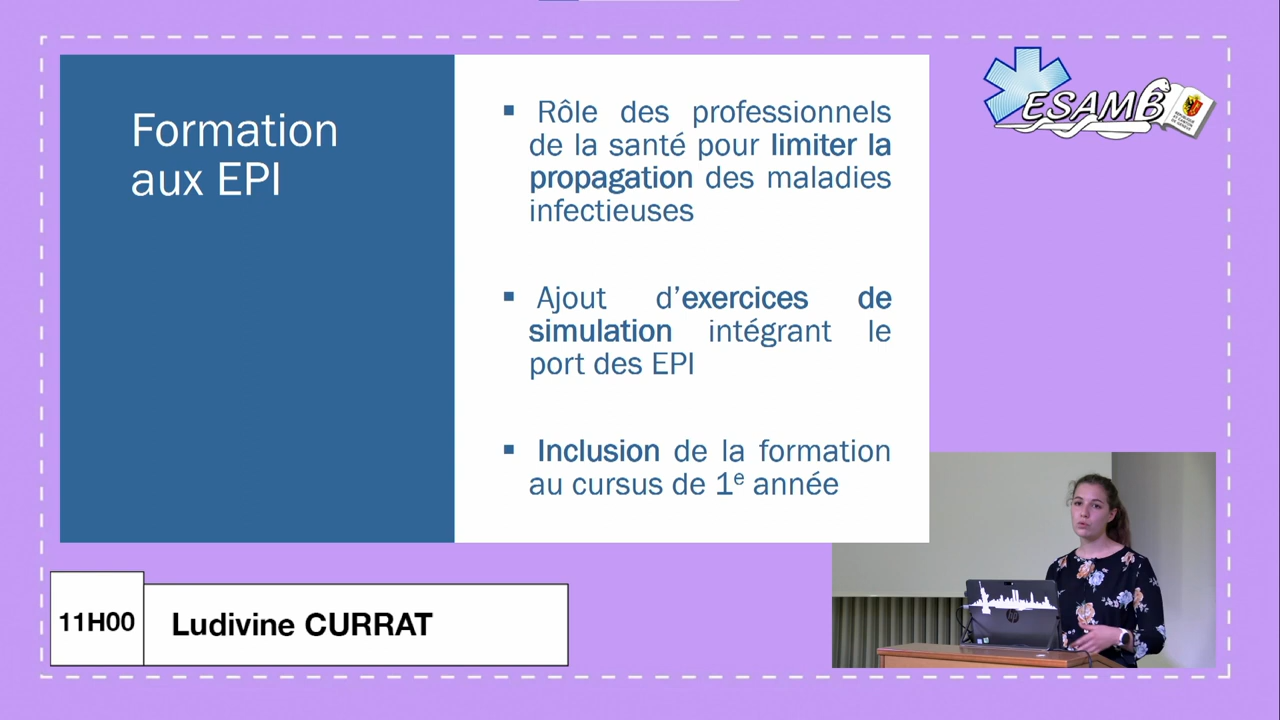 Formation
aux EPI
▪ Rôle des professionnels
de la santé pour limiter la
propagation des maladies
infectieuses
▪ Ajout d’exercices de
simulation intégrant le
port des EPI
▪ Inclusion de la formation
au cursus de 1e année
ESAMB
11H00
Ludivine CURRAT
hp